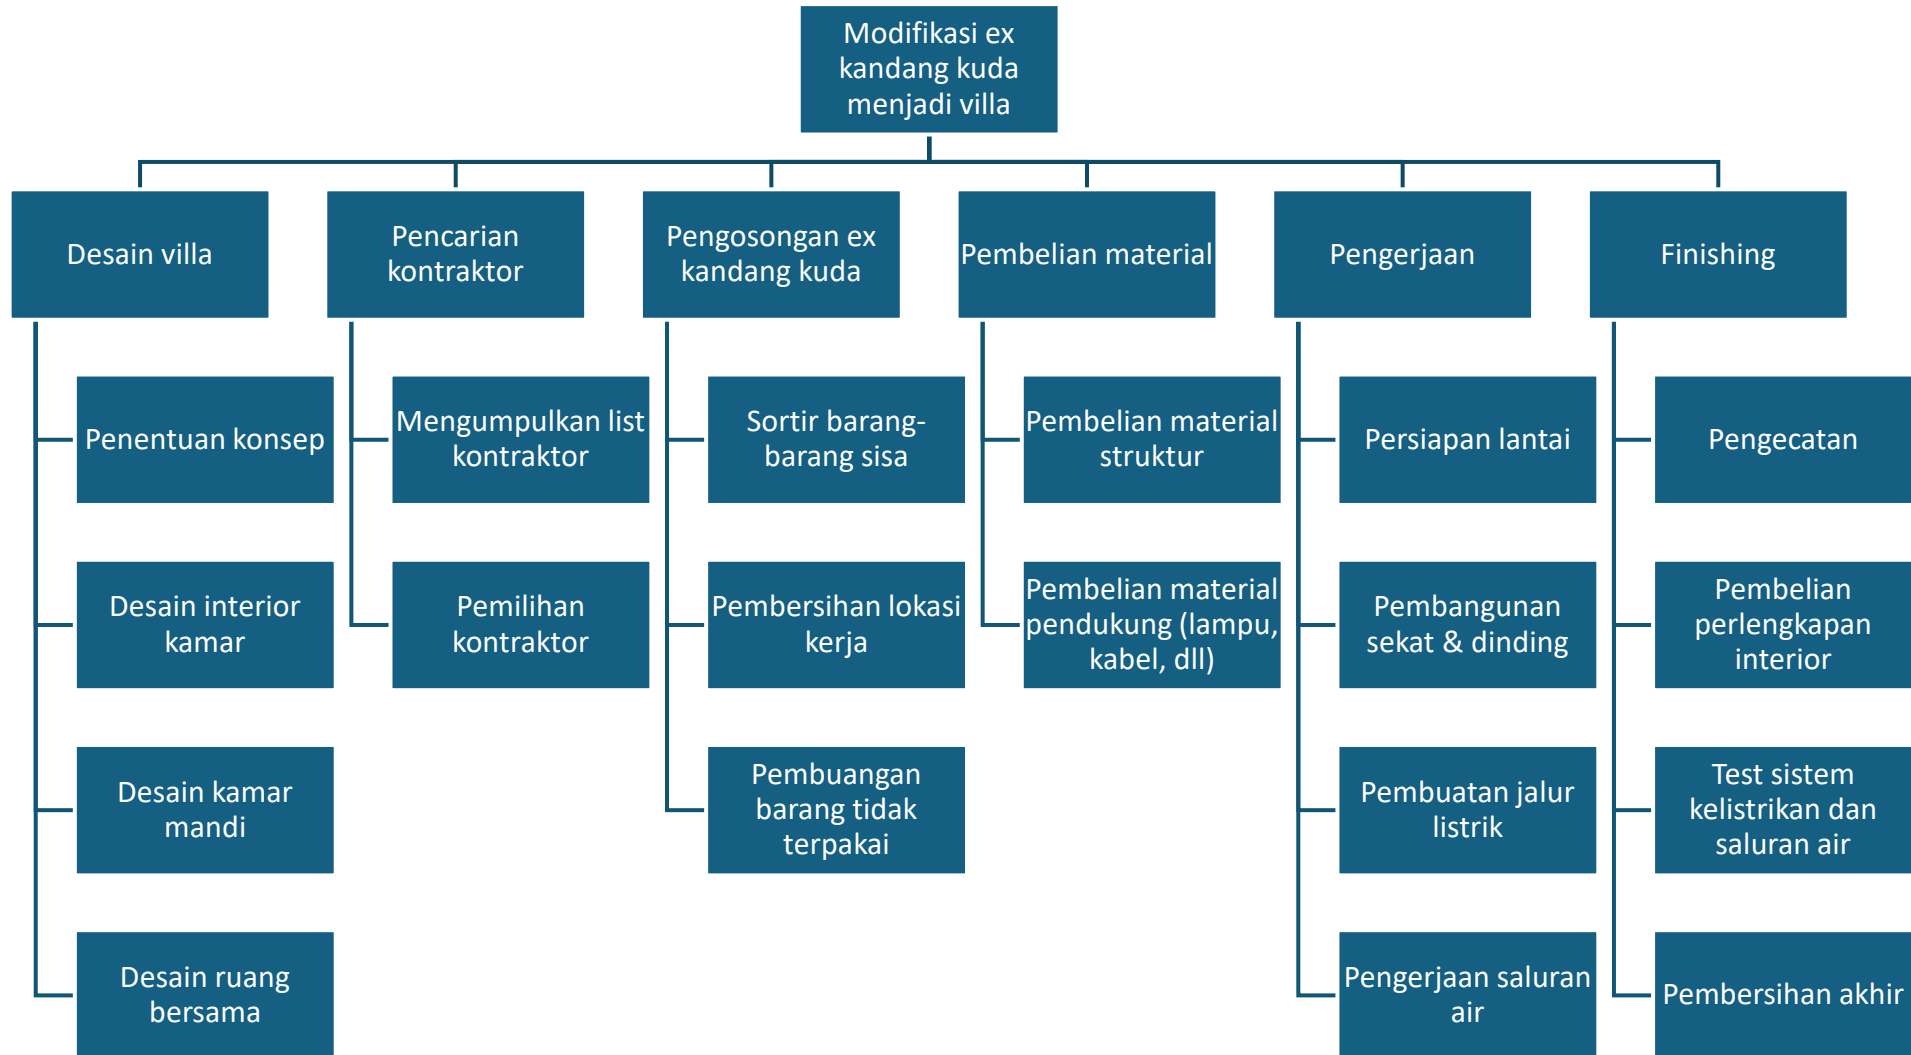 Modifikasi ex
kandang kuda
menjadi villa
Desain villa
Pencarian
kontraktor
Pengosongan ex
kandang kuda
Pembelian material
Pengerjaan
Finishing
Penentuan konsep
Desain interior
kamar
Desain kamar
mandi
Desain ruang
bersama
Mengumpulkan list
kontraktor
Pemilihan
kontraktor
Sortir barang-
barang sisa
Pembersihan lokasi
kerja
Pembuangan
barang tidak
terpakai
Pembelian material
struktur
Pembelian material
pendukung (lampu,
kabel, dll)
Persiapan lantai
Pembangunan
sekat & dinding
Pembuatan jalur
listrik
Pengerjaan saluran
air
Pengecatan
Pembelian
perlengkapan
interior
Test sistem
kelistrikan dan
saluran air
Pembersihan akhir